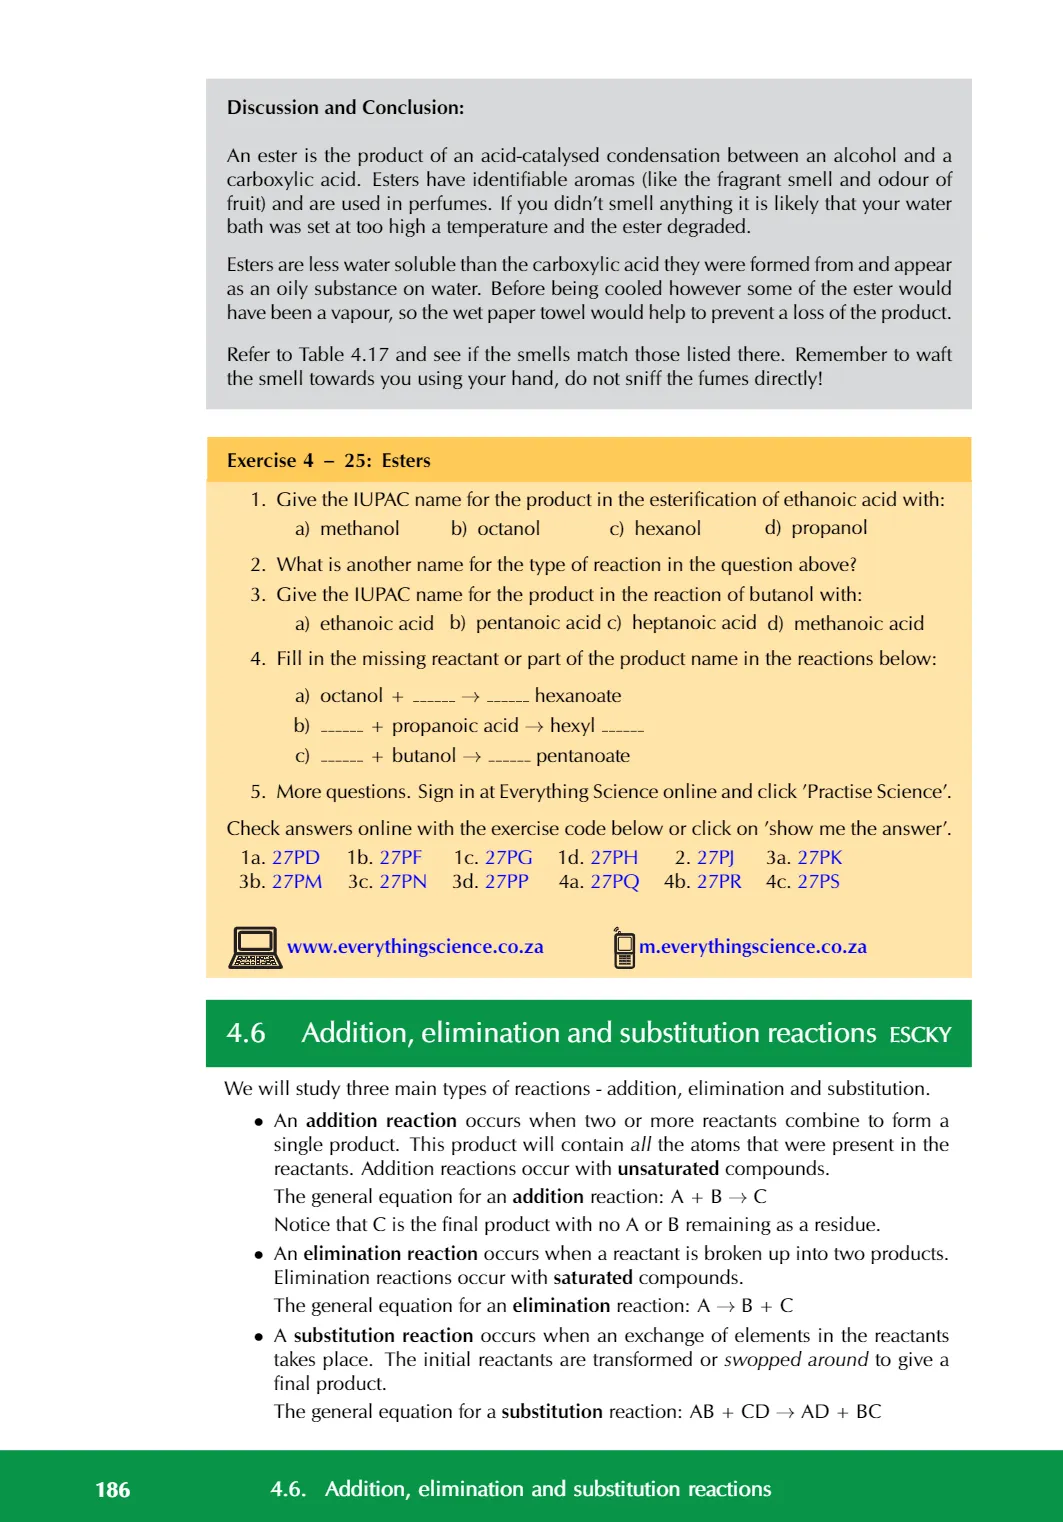 Discussion and Conclusion:
An ester is the product of an acid-catalysed condensation between an alcohol and a
carboxylic acid. Esters have identifiable aromas (like the fragrant smell and odour of
fruit) and are used in perfumes. If you didn’t smell anything it is likely that your water
bath was set at too high a temperature and the ester degraded.
Esters are less water soluble than the carboxylic acid they were formed from and appear
as an oily substance on water. Before being cooled however some of the ester would
have been a vapour, so the wet paper towel would help to prevent a loss of the product.
Refer to Table 4.17 and see if the smells match those listed there. Remember to waft
the smell towards you using your hand, do not sniff the fumes directly!
Exercise 4 – 25: Esters
1. Give the IUPAC name for the product in the esterification of ethanoic acid with:
a) methanol b) octanol c) hexanol d) propanol
2. What is another name for the type of reaction in the question above?
3. Give the IUPAC name for the product in the reaction of butanol with:
a) ethanoic acid b) pentanoic acid c) heptanoic acid d) methanoic acid
4. Fill in the missing reactant or part of the product name in the reactions below:
a) octanol + ______ → ______ hexanoate
b) ______ + propanoic acid → hexyl ______
c) ______ + butanol → ______ pentanoate
5. More questions. Sign in at Everything Science online and click ’Practise Science’.
Check answers online with the exercise code below or click on ’show me the answer’.
1a. 27PD 1b. 27PF 1c. 27PG 1d. 27PH 2. 27PJ 3a. 27PK
3b. 27PM 3c. 27PN 3d. 27PP 4a. 27PQ 4b. 27PR 4c. 27PS
www.everythingscience.co.za m.everythingscience.co.za
4.6 Addition, elimination and substitution reactions ESCKY
We will study three main types of reactions - addition, elimination and substitution.
• An addition reaction occurs when two or more reactants combine to form a
single product. This product will contain all the atoms that were present in the
reactants. Addition reactions occur with unsaturated compounds.
The general equation for an addition reaction: A + B → C
Notice that C is the final product with no A or B remaining as a residue.
• An elimination reaction occurs when a reactant is broken up into two products.
Elimination reactions occur with saturated compounds.
The general equation for an elimination reaction: A → B + C
• A substitution reaction occurs when an exchange of elements in the reactants
takes place. The initial reactants are transformed or swopped around to give a
final product.
The general equation for a substitution reaction: AB + CD → AD + BC
186 4.6. Addition, elimination and substitution reactions